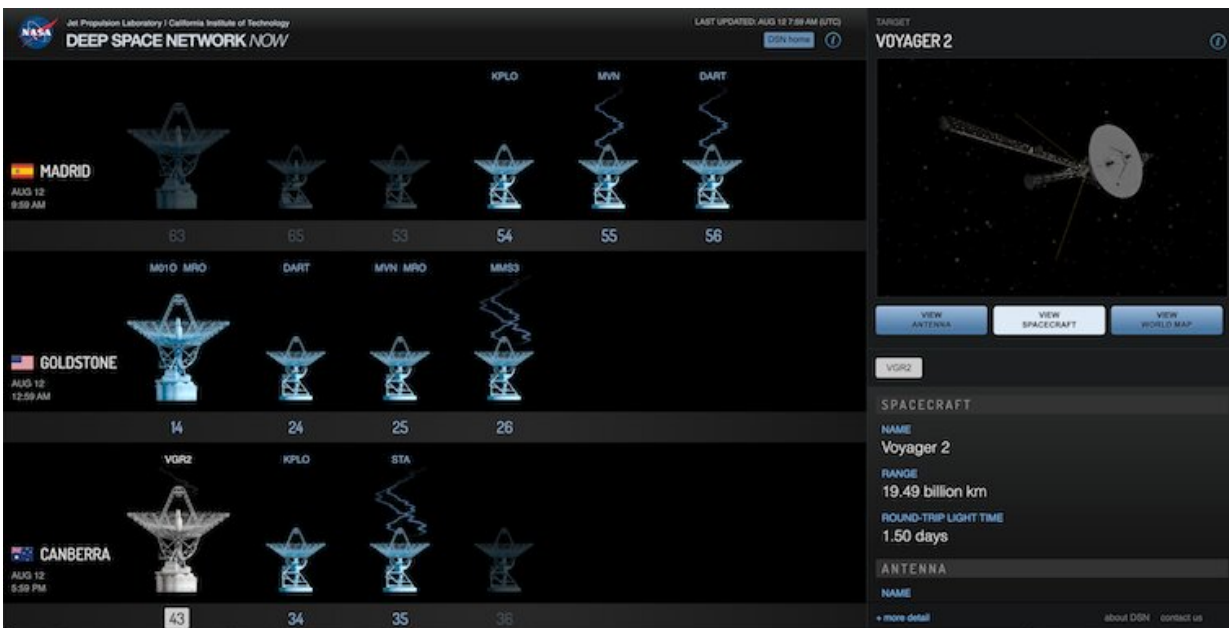 NASA
Jet Propulsion Laboratory | California Institute of Technology
DEEP SPACE NETWORK NOW
LAST UPDATED: AUG 12 7:59 AM (UTC)
DSN home
i
KPLO MVN DART
MADRID
AUG 12
9:59 AM
63 65 53 54 55 56
M01O MRO DART MVN MRO MMS3
GOLDSTONE
AUG 12
12:59 AM
14 24 25 26
VGR2 KPLO STA
CANBERRA
AUG 12
5:59 PM
43 34 35 36
TARGET
VOYAGER 2
i
VIEW ANTENNA
VIEW SPACECRAFT
VIEW WORLD MAP
VGR2
SPACECRAFT
NAME
Voyager 2
RANGE
19.49 billion km
ROUND-TRIP LIGHT TIME
1.50 days
ANTENNA
NAME
+ more detail
about DSN contact us